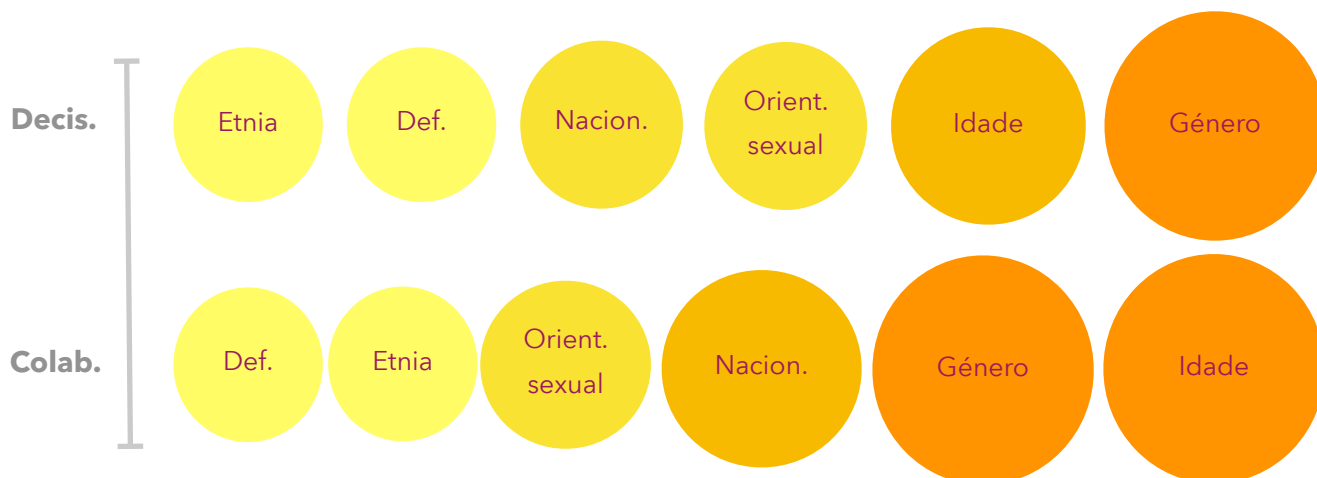 Decis.
Etnia
Def.
Nacion.
Orient.
sexual
Idade
Género
Colab.
Def.
Etnia
Orient.
sexual
Nacion.
Género
Idade